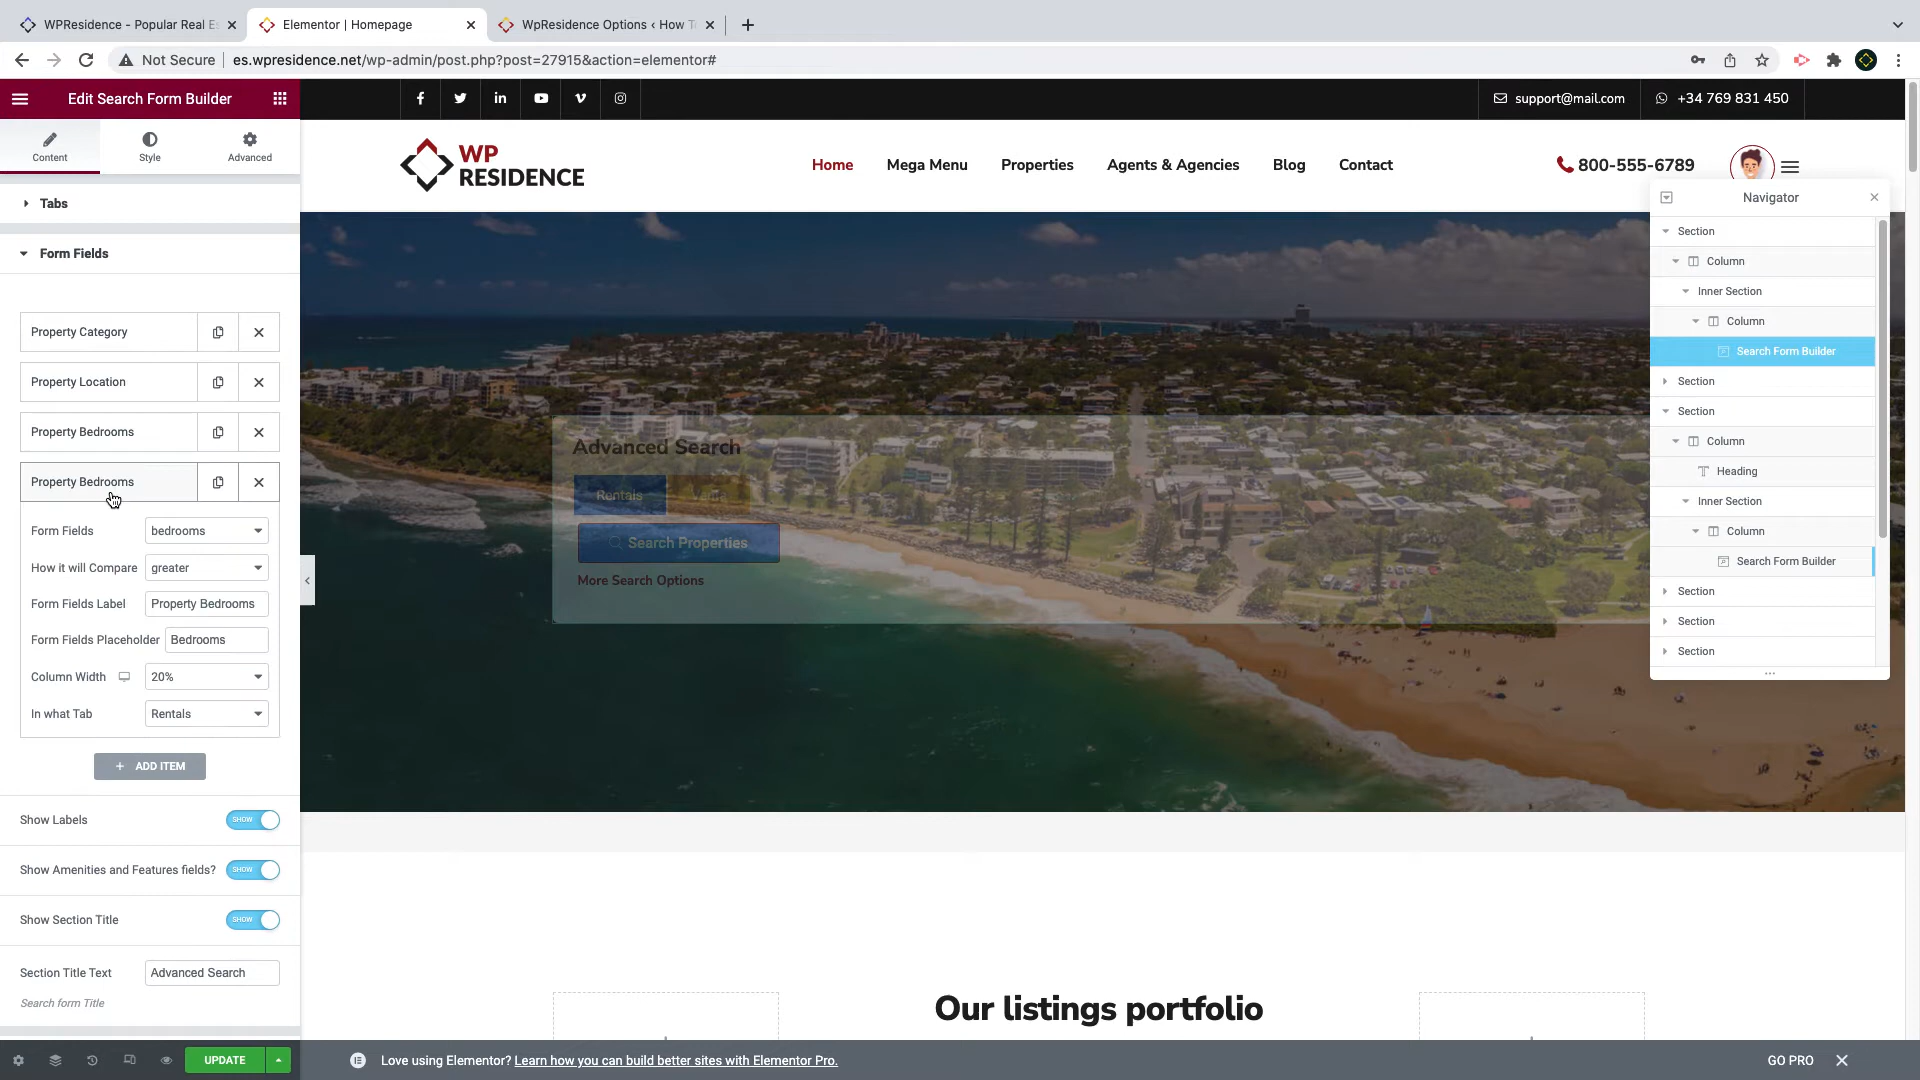 WPResidence - Popular Real Es
Elementor | Homepage
WpResidence Options ‹ How T
Not Secure
es.wpresidence.net/wp-admin/post.php?post=27915&action=elementor#
Edit Search Form Builder
support@mail.com
+34 769 831 450
Content
Style
Advanced
WP
RESIDENCE
Home
Mega Menu
Properties
Agents & Agencies
Blog
Contact
800-555-6789
Tabs
Form Fields
Property Category
Property Location
Property Bedrooms
Property Bedrooms
Form Fields
bedrooms
How it will Compare
greater
Form Fields Label
Property Bedrooms
Form Fields Placeholder
Bedrooms
Column Width
20%
In what Tab
Rentals
+ ADD ITEM
Show Labels
SHOW
Show Amenities and Features fields?
SHOW
Show Section Title
SHOW
Section Title Text
Advanced Search
Search form Title
UPDATE
Advanced Search
Rentals
Search Properties
More Search Options
Our listings portfolio
Navigator
Section
Column
Inner Section
Column
Search Form Builder
Section
Section
Column
Heading
Inner Section
Column
Search Form Builder
Section
Section
Section
Love using Elementor? Learn how you can build better sites with Elementor Pro.
GO PRO